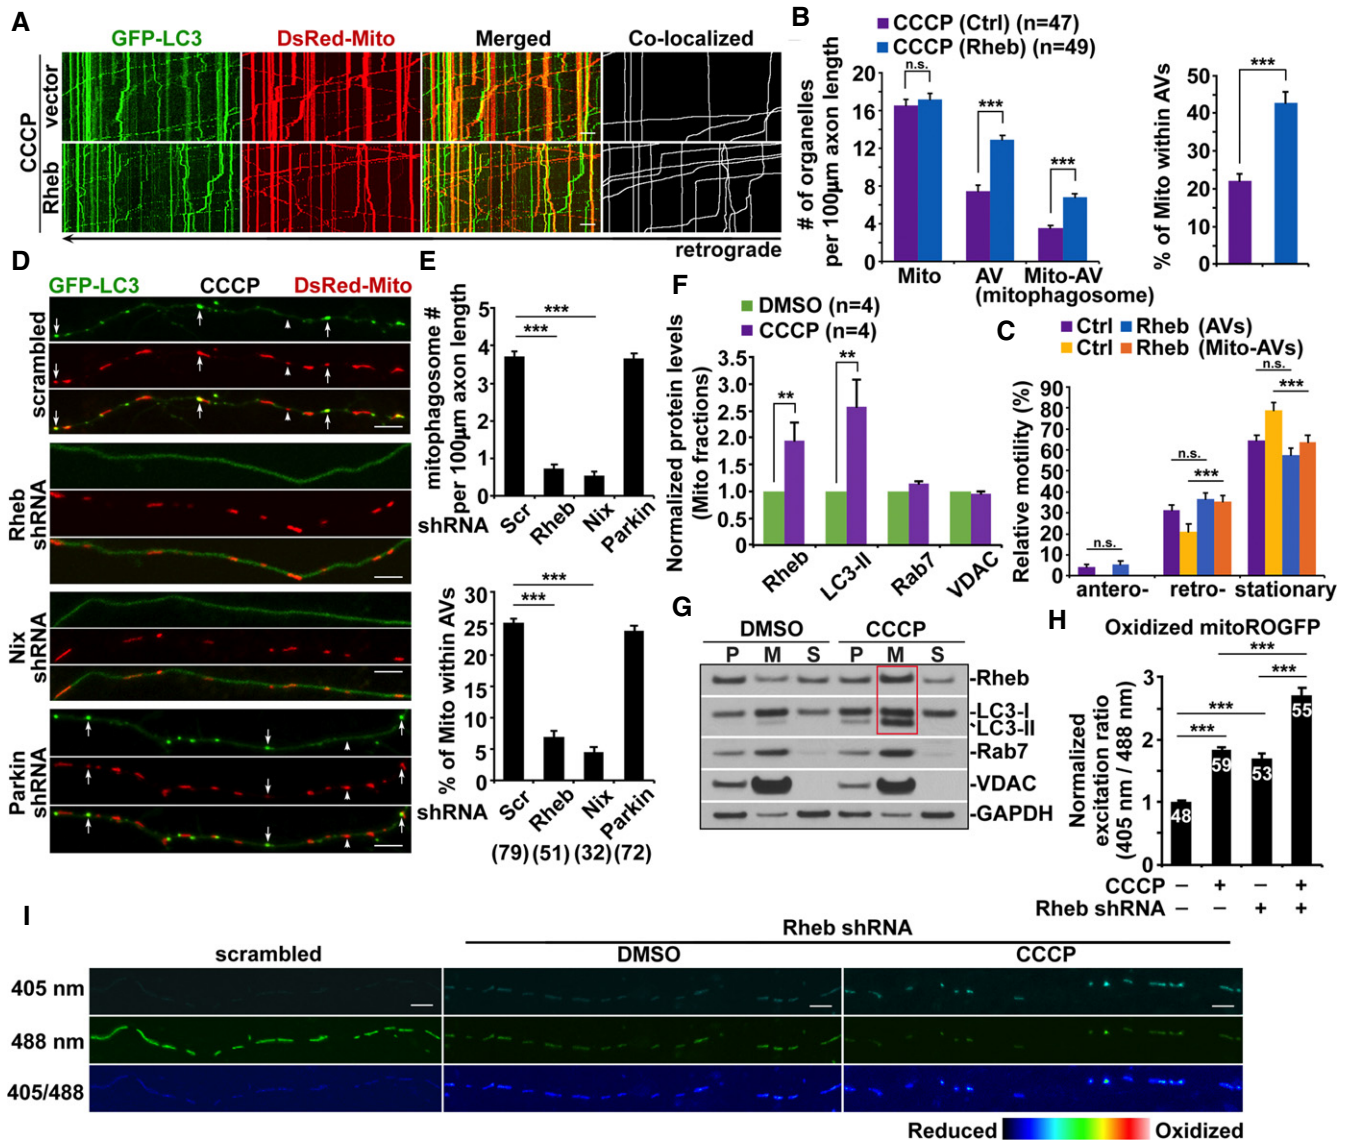 A
GFP-LC3 DsRed-Mito Merged Co-localized
CCCP
vector
Rheb
retrograde
B
CCCP (Ctrl) (n=47)
CCCP (Rheb) (n=49)
# of organelles
per 100µm axon length
20
16
12
8
4
0
n.s.
***
***
Mito AV Mito-AV
(mitophagosome)
% of Mito within AVs
50
40
30
20
10
0
***
C
Ctrl Rheb (AVs)
Ctrl Rheb (Mito-AVs)
Relative motility (%)
90
80
70
60
50
40
30
20
10
0
n.s.
n.s.
***
n.s.
***
antero- retro- stationary
D
GFP-LC3 CCCP DsRed-Mito
scrambled
Rheb
shRNA
Nix
shRNA
Parkin
shRNA
E
mitophagosome #
per 100µm axon length
5
4
3
2
1
0
***
***
shRNA Scr Rheb Nix Parkin
% of Mito within AVs
30
25
20
15
10
5
0
***
***
shRNA Scr Rheb Nix Parkin
(79) (51) (32) (72)
F
DMSO (n=4)
CCCP (n=4)
Normalized protein levels
(Mito fractions)
3.5
3.0
2.5
2.0
1.5
1.0
0.5
0
**
**
Rheb LC3-II Rab7 VDAC
G
DMSO CCCP
P M S P M S
-Rheb
-LC3-I
LC3-II
-Rab7
-VDAC
-GAPDH
H
Oxidized mitoROGFP
Normalized
excitation ratio
(405 nm / 488 nm)
3
2
1
0
***
***
***
***
48 59 53 55
CCCP – + – +
Rheb shRNA – – + +
I
Rheb shRNA
scrambled DMSO CCCP
405 nm
488 nm
405/488
Reduced Oxidized